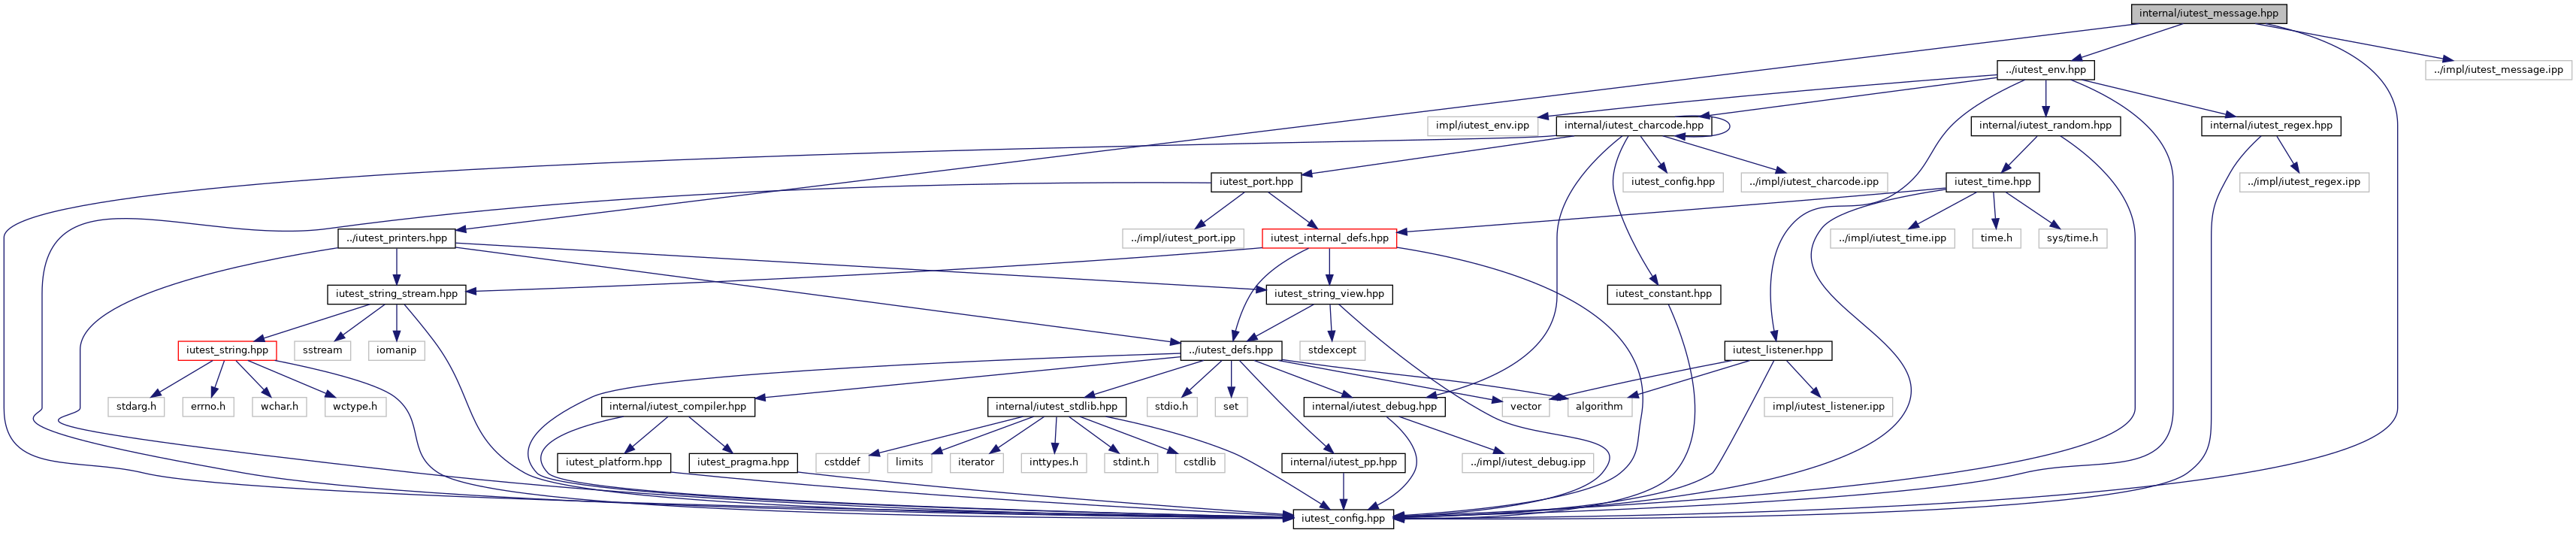 internal/iutest_message.hpp
../iutest_env.hpp
../impl/iutest_message.ipp
impl/iutest_env.ipp
internal/iutest_charcode.hpp
internal/iutest_random.hpp
internal/iutest_regex.hpp
iutest_port.hpp
iutest_config.hpp
../impl/iutest_charcode.ipp
iutest_time.hpp
../impl/iutest_regex.ipp
../iutest_printers.hpp
../impl/iutest_port.ipp
iutest_internal_defs.hpp
../impl/iutest_time.ipp
time.h
sys/time.h
iutest_string_stream.hpp
iutest_string_view.hpp
iutest_constant.hpp
iutest_string.hpp
sstream
iomanip
../iutest_defs.hpp
stdexcept
iutest_listener.hpp
stdarg.h
errno.h
wchar.h
wctype.h
internal/iutest_compiler.hpp
internal/iutest_stdlib.hpp
stdio.h
set
internal/iutest_debug.hpp
vector
algorithm
impl/iutest_listener.ipp
iutest_platform.hpp
iutest_pragma.hpp
cstddef
limits
iterator
inttypes.h
stdint.h
cstdlib
internal/iutest_pp.hpp
../impl/iutest_debug.ipp
iutest_config.hpp